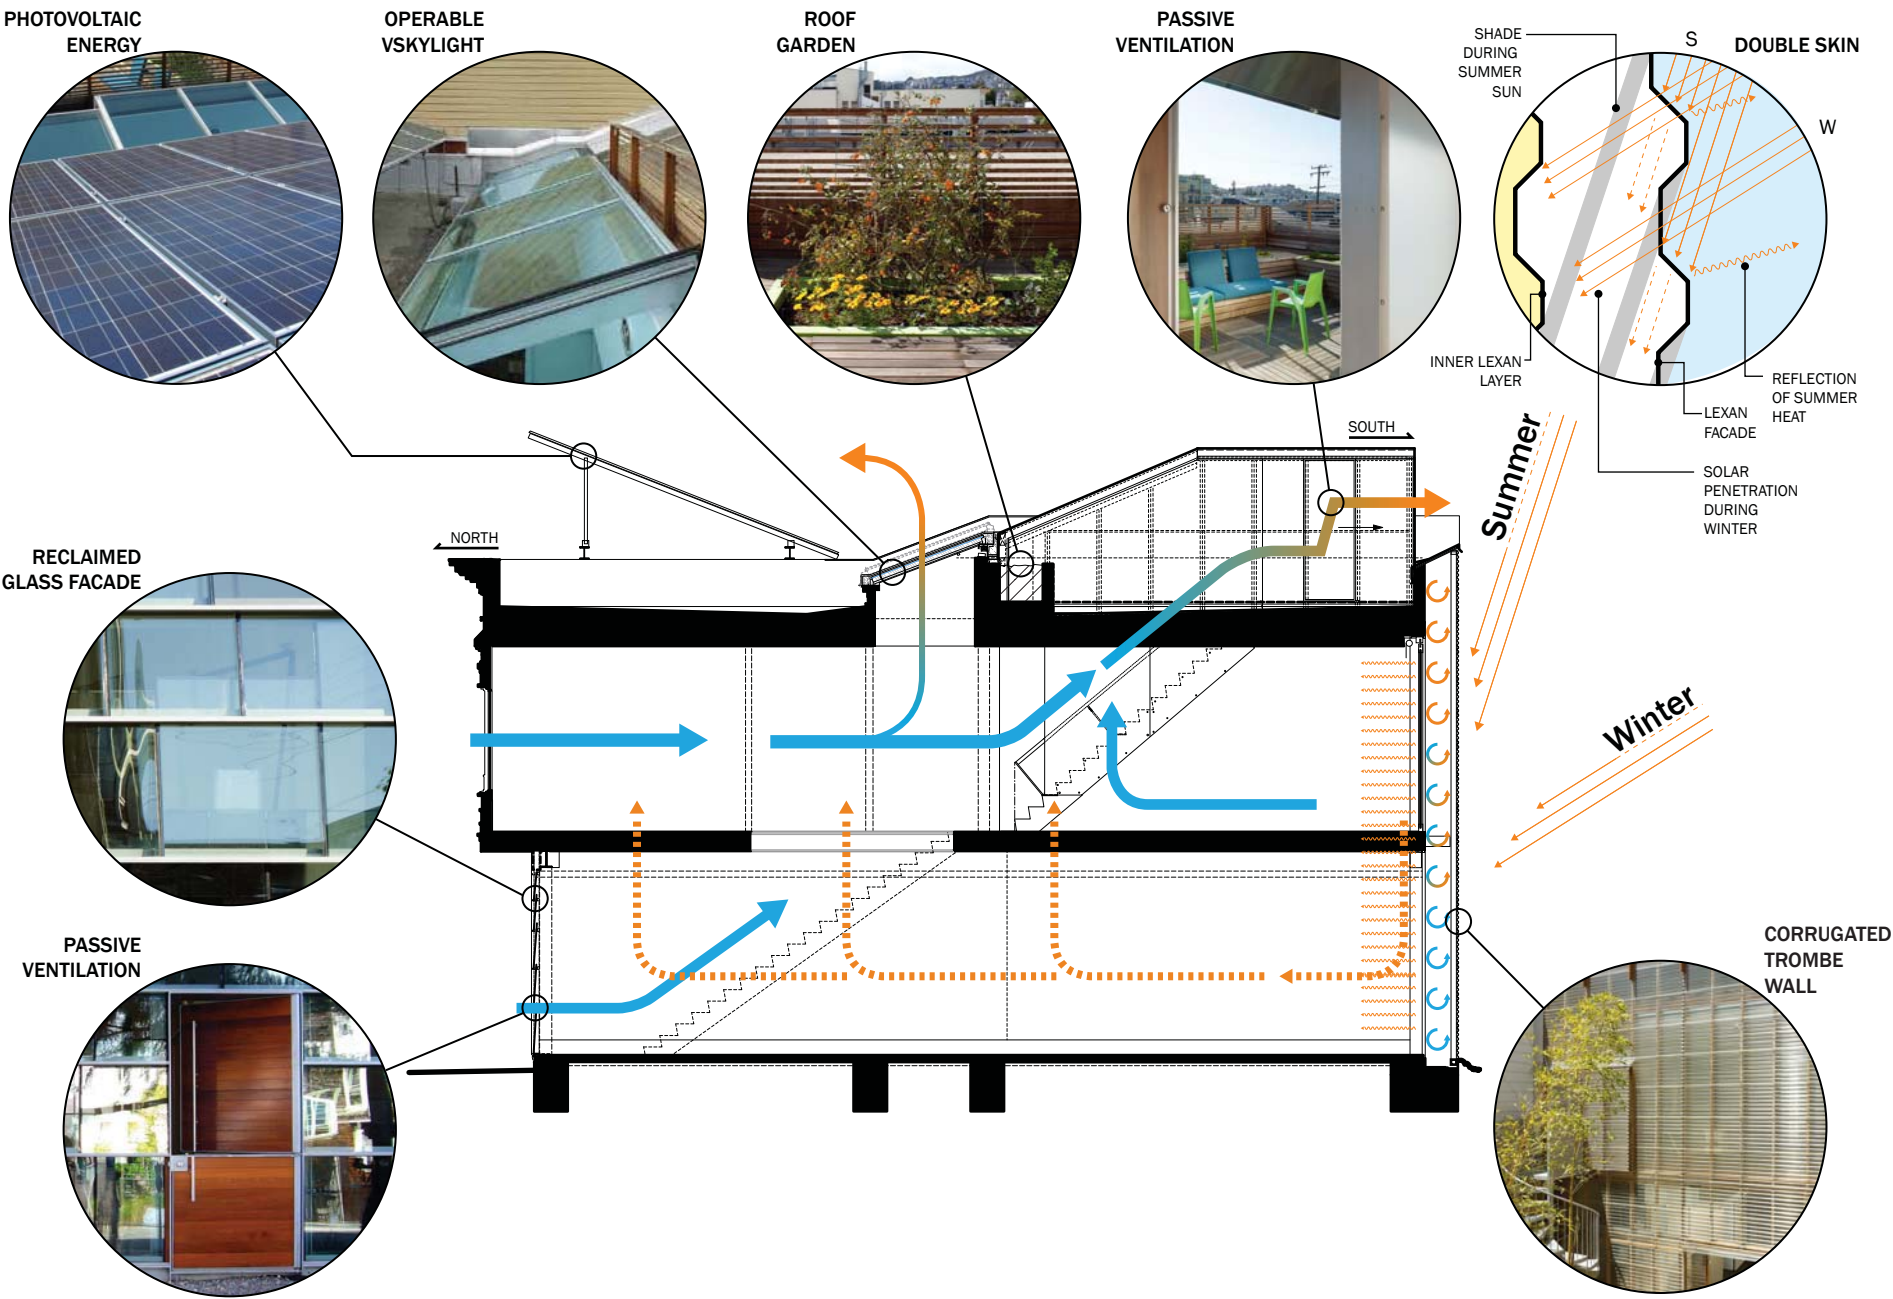 PHOTOVOLTAIC
ENERGY
OPERABLE
VSKYLIGHT
ROOF
GARDEN
PASSIVE
VENTILATION
SHADE
DURING
SUMMER
SUN
S
DOUBLE SKIN
W
INNER LEXAN
LAYER
LEXAN
FACADE
REFLECTION
OF SUMMER
HEAT
SOLAR
PENETRATION
DURING
WINTER
SOUTH
Summer
NORTH
RECLAIMED
GLASS FACADE
Winter
PASSIVE
VENTILATION
CORRUGATED
TROMBE
WALL